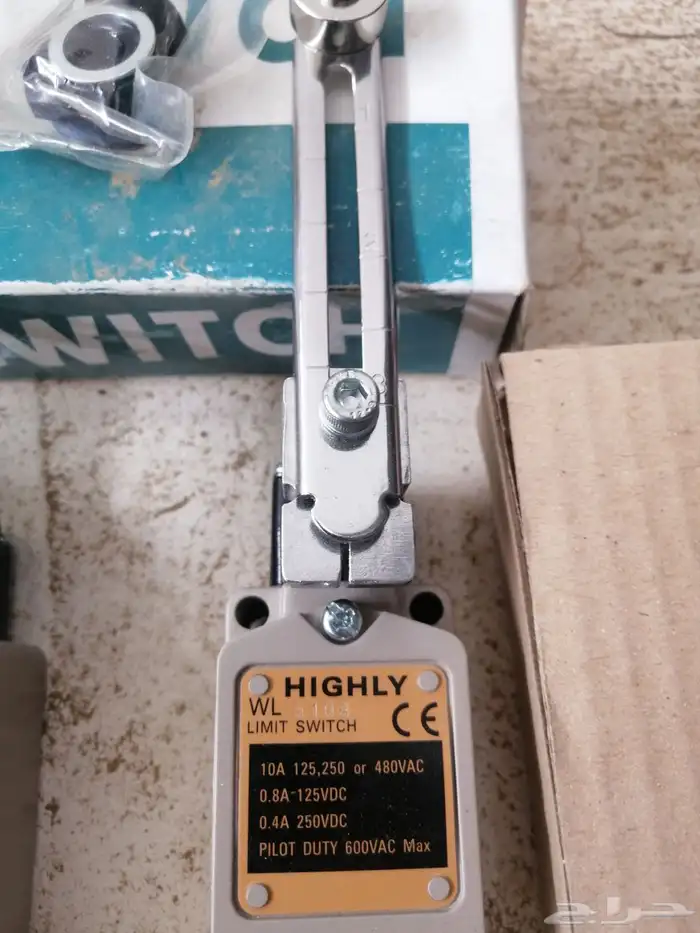 WITCH
HIGHLY
WL
LIMIT SWITCH
CE
10A 125,250 or 480VAC
0.8A-125VDC
0.4A 250VDC
PILOT DUTY 600VAC Max
حراج